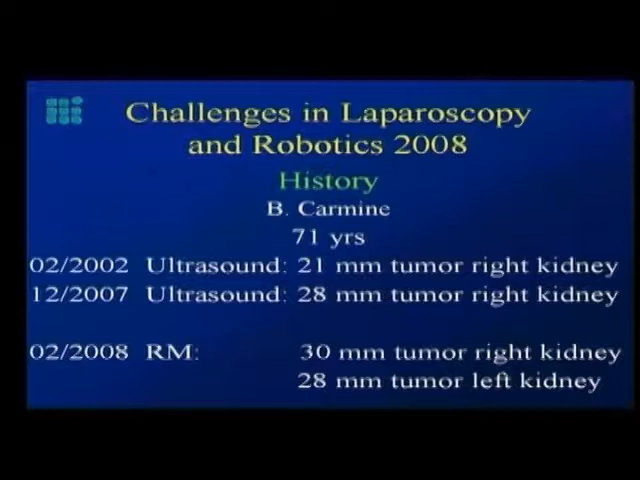 Challenges in Laparoscopy
and Robotics 2008
History
B. Carmine
71 yrs
02/2002 Ultrasound: 21 mm tumor right kidney
12/2007 Ultrasound: 28 mm tumor right kidney
02/2008 RM: 30 mm tumor right kidney
28 mm tumor left kidney